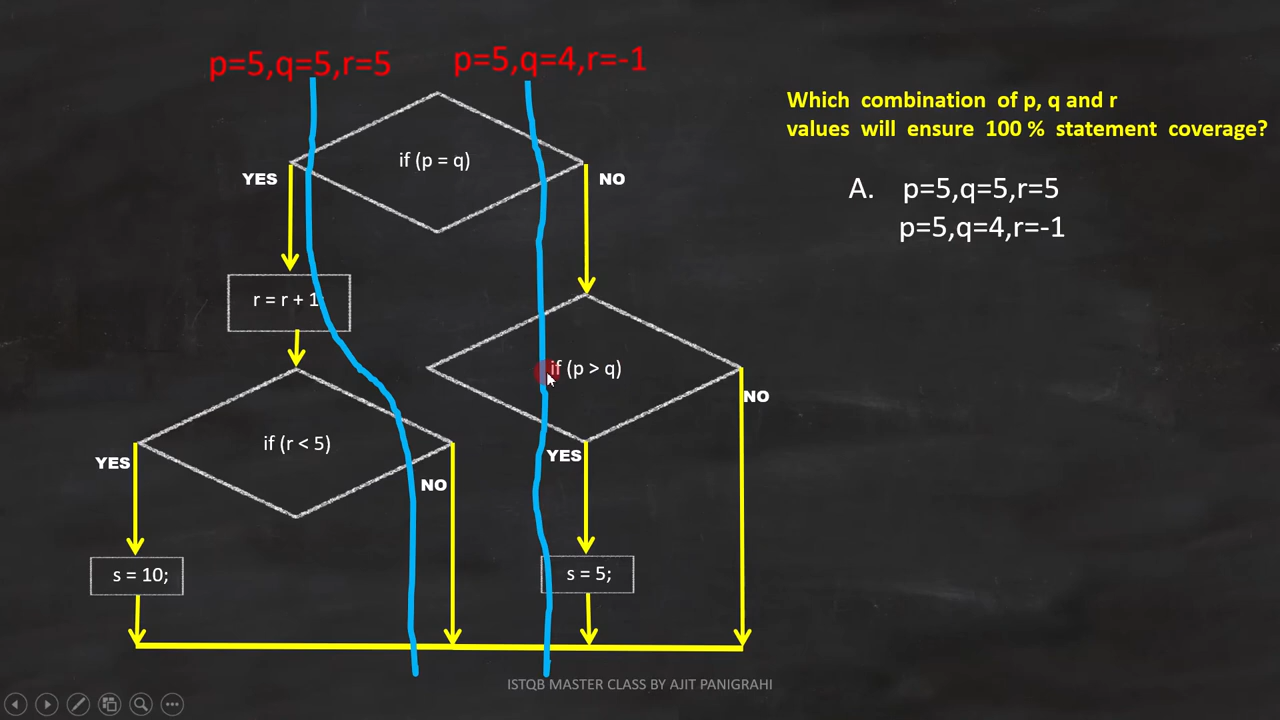 p=5,q=5,r=5
p=5,q=4,r=-1
Which combination of p, q and r
values will ensure 100 % statement coverage?
A. p=5,q=5,r=5
p=5,q=4,r=-1
if (p = q)
YES
NO
r = r + 1
if (p > q)
NO
YES
if (r < 5)
YES
NO
s = 10;
s = 5;
ISTQB MASTER CLASS BY AJIT PANIGRAHI